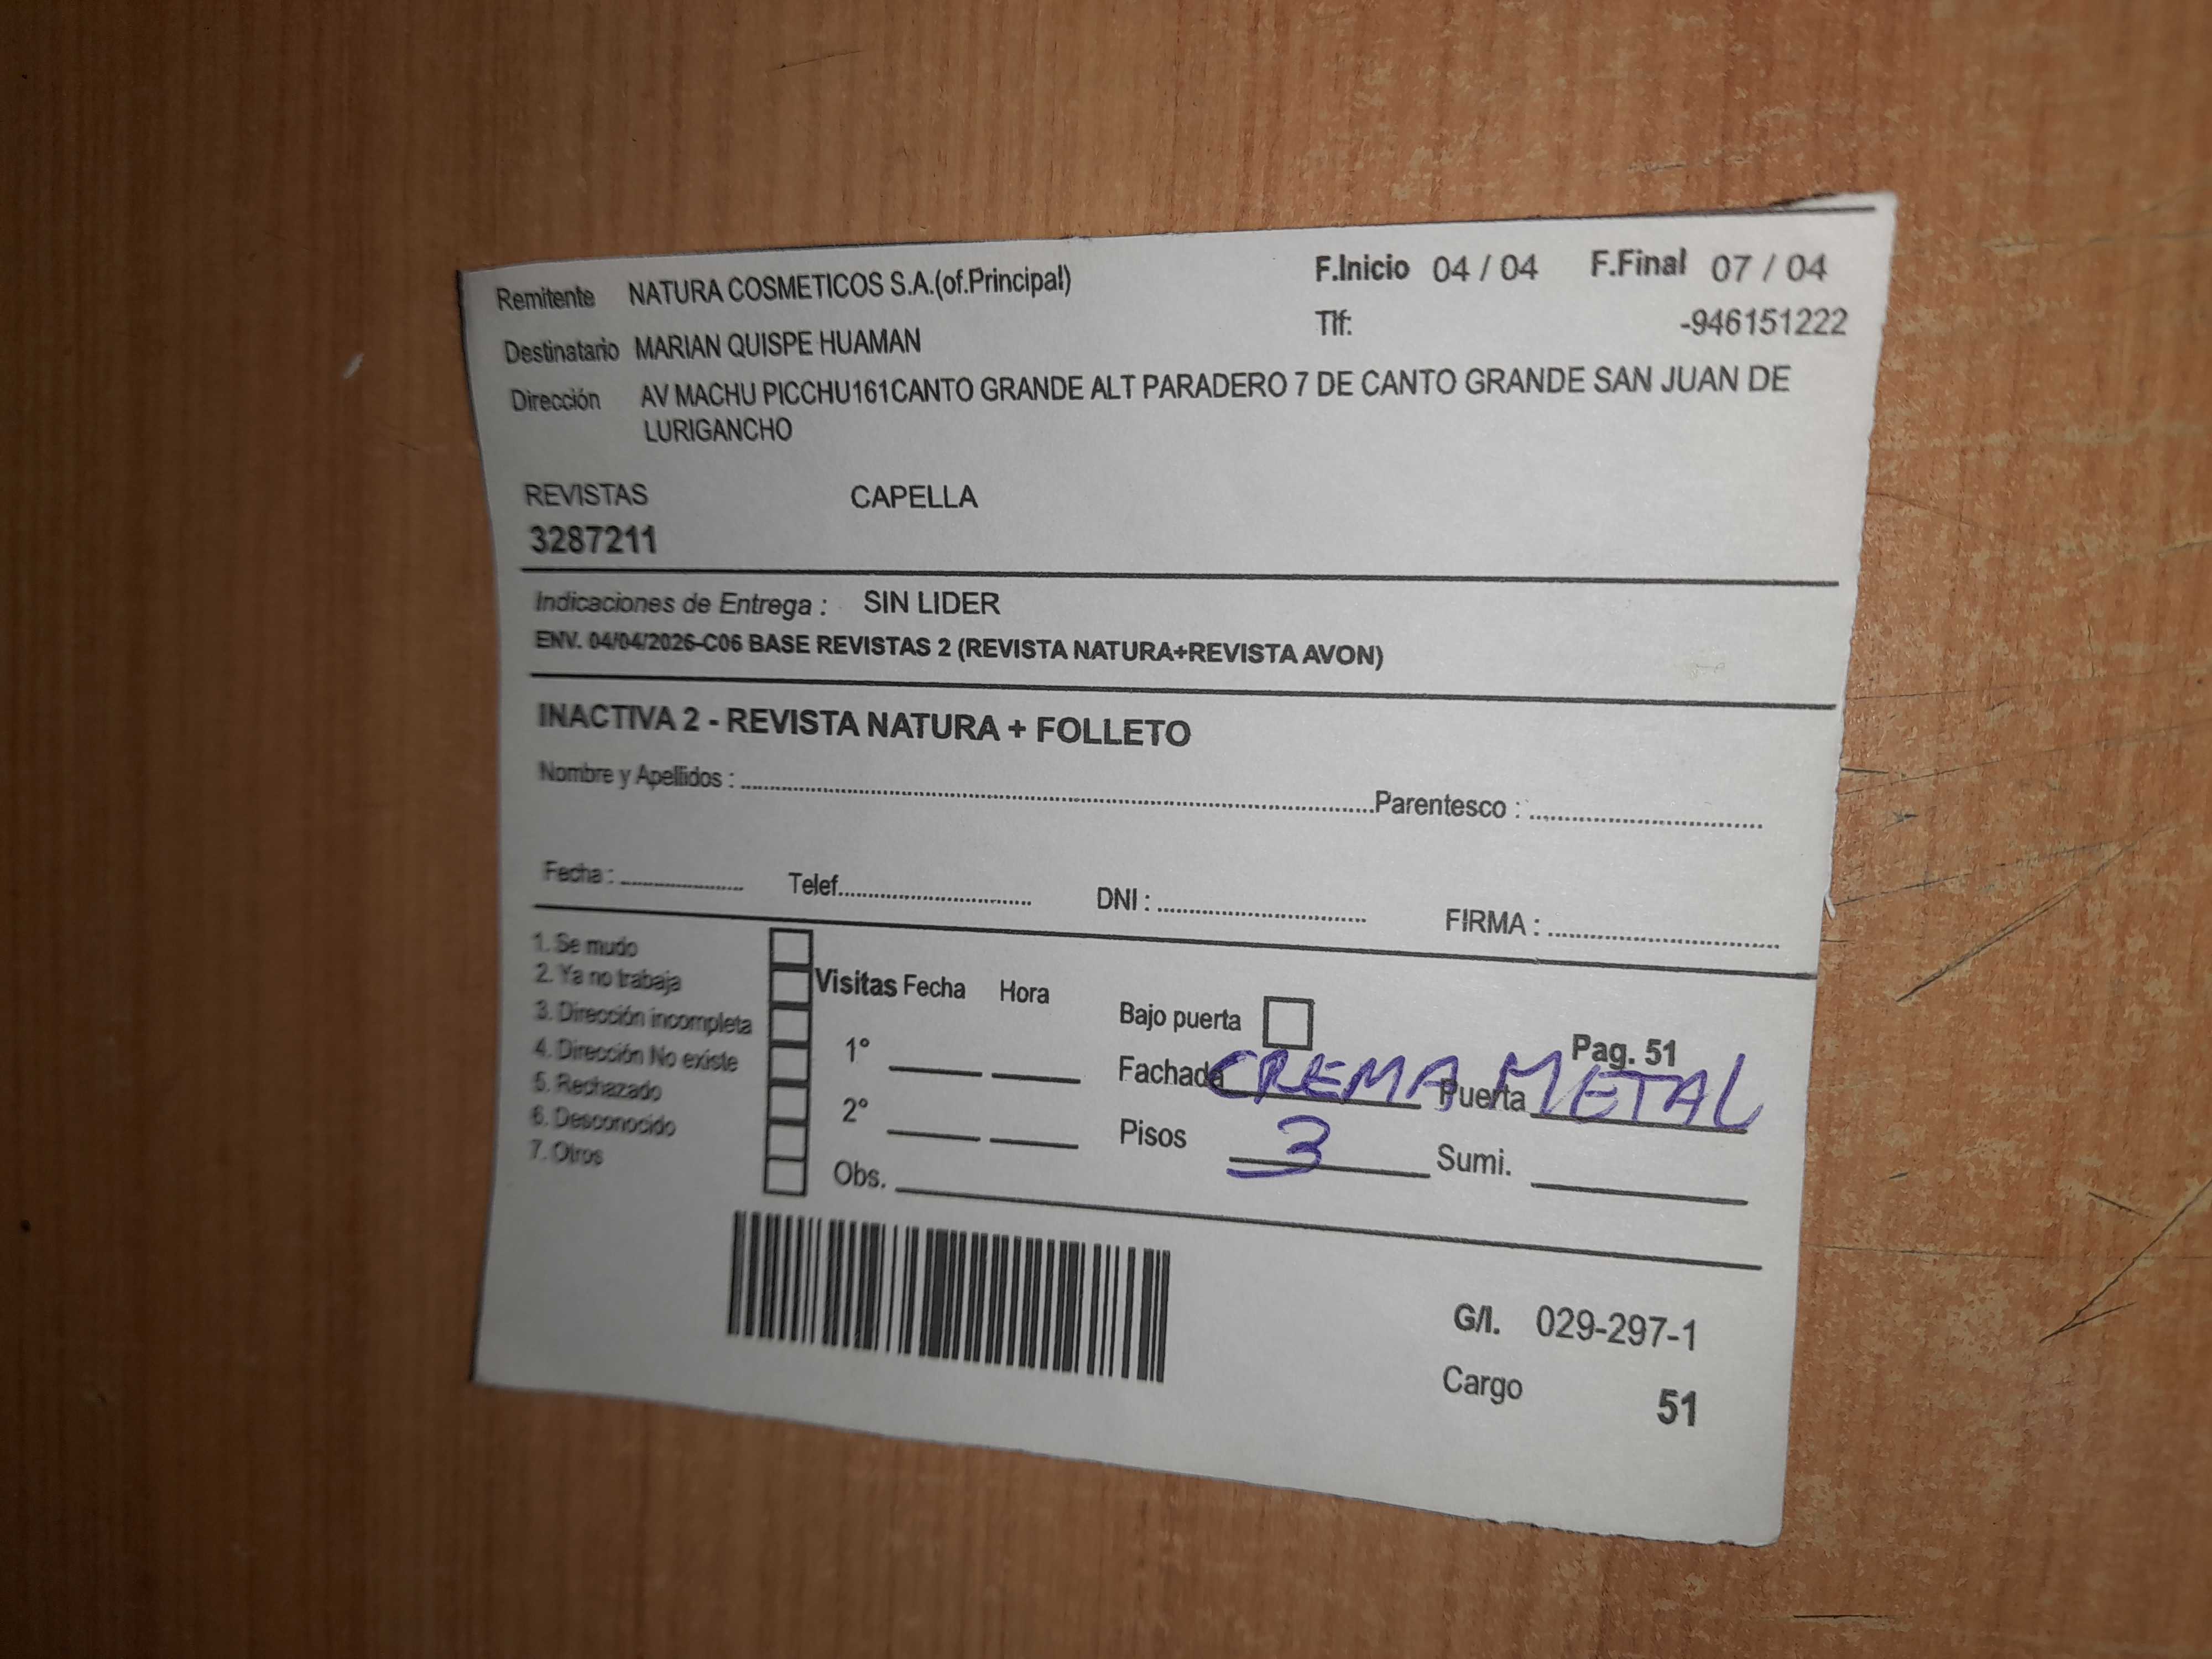 Remitente NATURA COSMETICOS S.A.(of.Principal) F.Inicio 04 / 04 F.Final 07 / 04
Destinatario MARIAN QUISPE HUAMAN Tlf: -946151222
Dirección AV MACHU PICCHU161CANTO GRANDE ALT PARADERO 7 DE CANTO GRANDE SAN JUAN DE
LURIGANCHO
REVISTAS CAPELLA
3287211
Indicaciones de Entrega : SIN LIDER
ENV. 04/04/2026-C06 BASE REVISTAS 2 (REVISTA NATURA+REVISTA AVON)
INACTIVA 2 - REVISTA NATURA + FOLLETO
Nombre y Apellidos : Parentesco :
Fecha : Telef. DNI : FIRMA :
1. Se mudo
2. Ya no trabaja
3. Dirección incompleta
4. Dirección No existe
5. Rechazado
6. Desconocido
7. Otros
Visitas Fecha Hora
1°
2°
Obs.
Bajo puerta
Pag. 51
Fachada CREMA Puerta METAL
Pisos 3 Sumi.
G/I. 029-297-1
Cargo 51